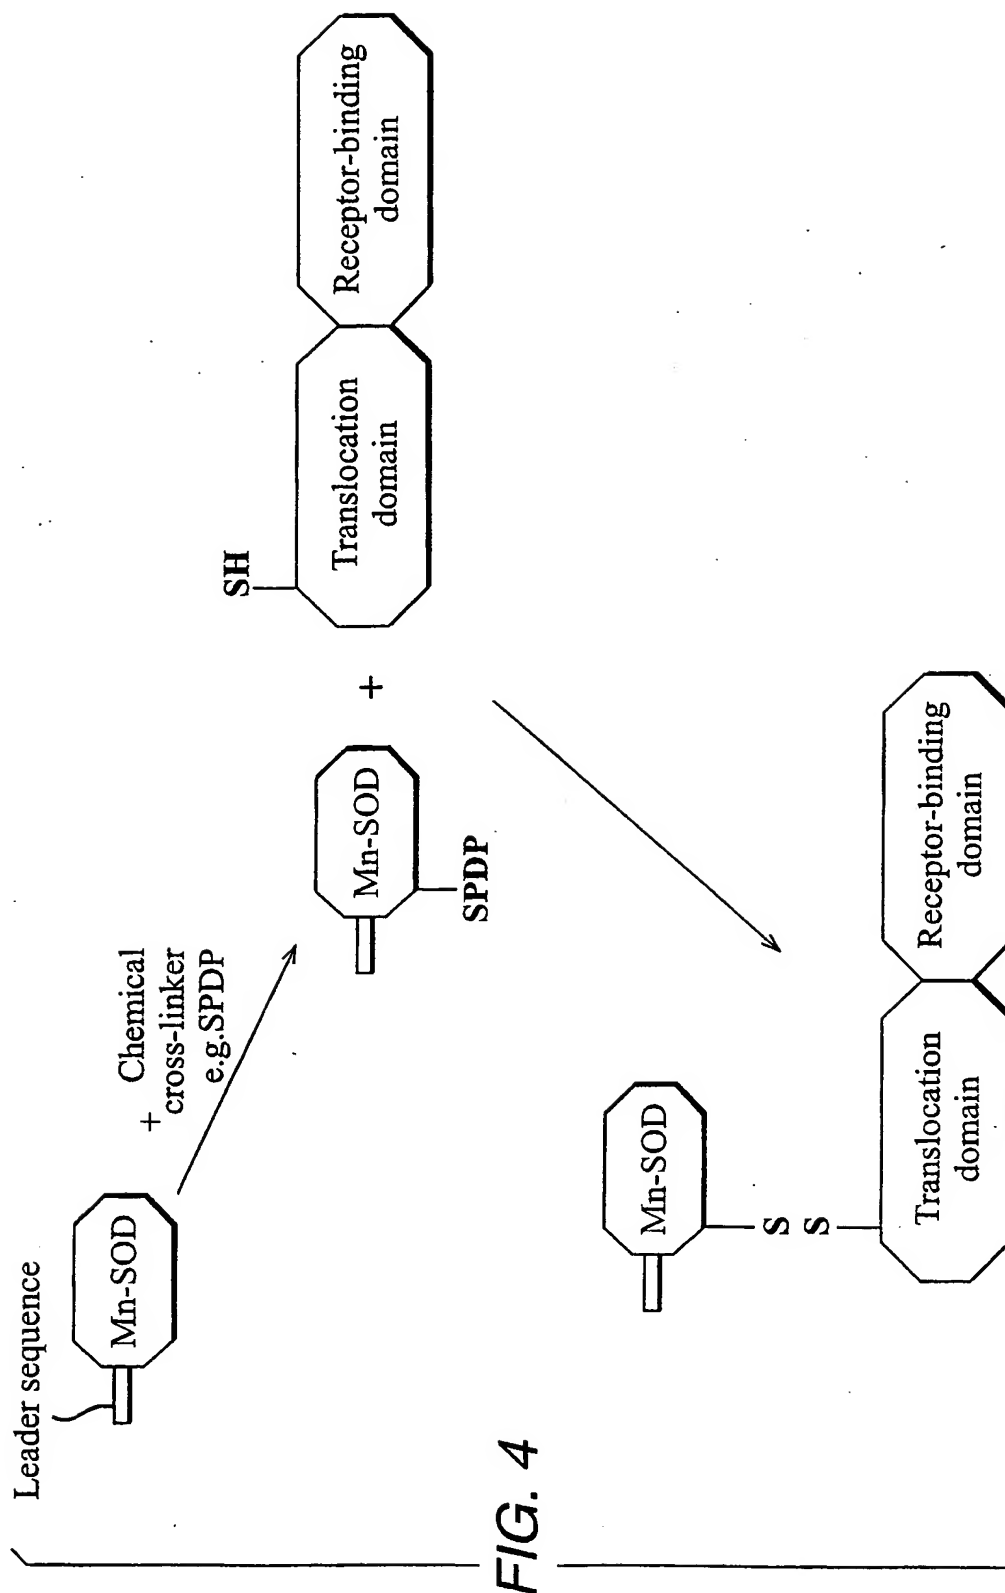 Leader sequence
Mn-SOD
+ Chemical
cross-linker
e.g.SPDP
Mn-SOD
SPDP
+
SH
Translocation
domain
Receptor-binding
domain
Mn-SOD
S
S
Translocation
domain
Receptor-binding
domain
FIG. 4